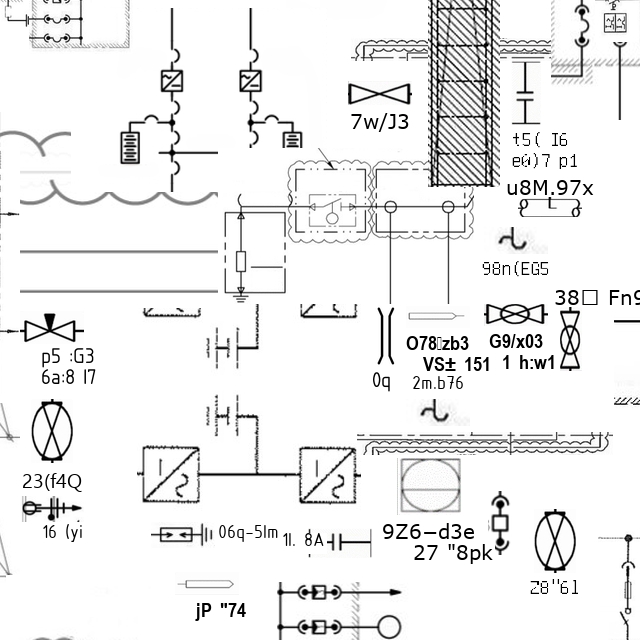 7w/J3
t5( I6
e0)7 p1
u8M.97x
98n(EG5
38□ Fn9
p5 :G3
6a:8 I7
O78□zb3
VS± 151
G9/x03
1 h:w1
0q
2m.b76
23(f4Q
16 (yi
06q-5lm
1l. 8A
9Z6−d3e
27 "8pk
Z8"6l
jP "74